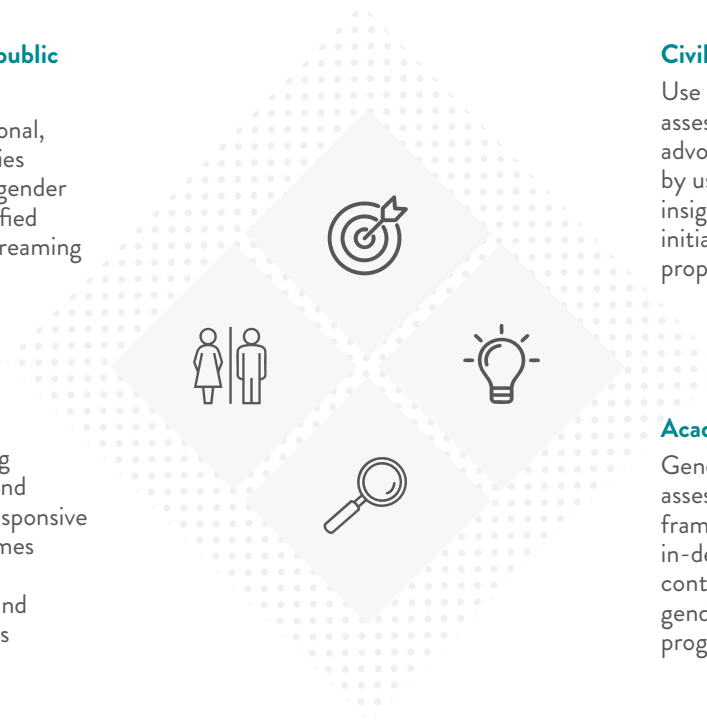 public
onal,
ies
gender
fied
reaming
g
nd
sponsive
mes
nd
s
Civil
Use
asses
advo
by us
insig
initia
prop
Acad
Gend
asses
fram
in-de
cont
gend
prog